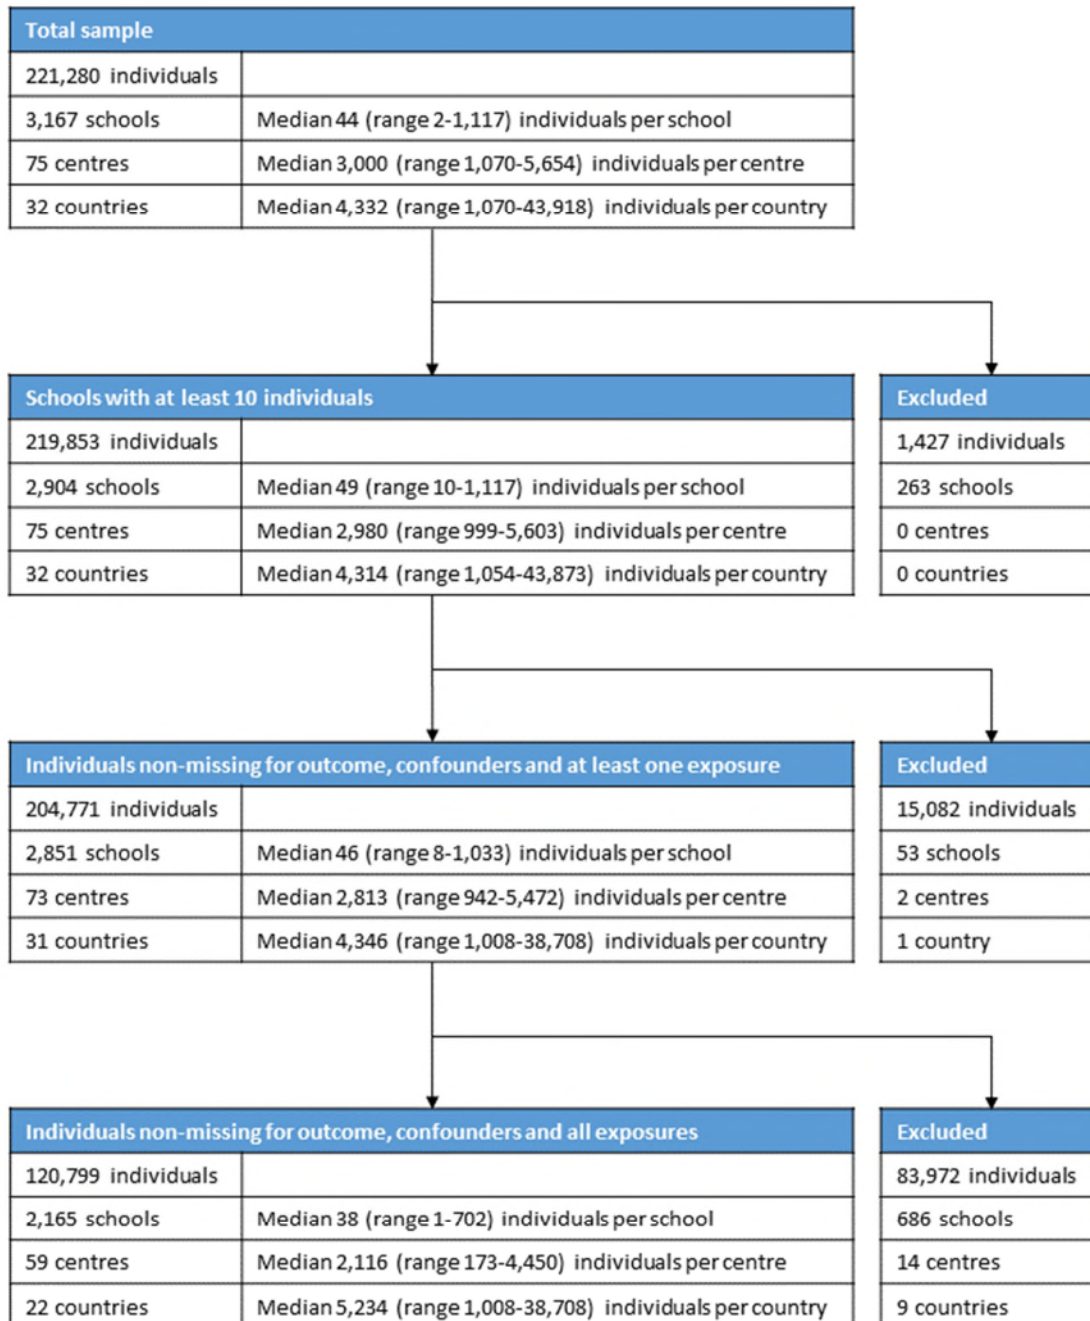 Total sample
221,280 individuals
3,167 schools Median 44 (range 2-1,117) individuals per school
75 centres Median 3,000 (range 1,070-5,654) individuals per centre
32 countries Median 4,332 (range 1,070-43,918) individuals per country
Schools with at least 10 individuals
219,853 individuals
2,904 schools Median 49 (range 10-1,117) individuals per school
75 centres Median 2,980 (range 999-5,603) individuals per centre
32 countries Median 4,314 (range 1,054-43,873) individuals per country
Excluded
1,427 individuals
263 schools
0 centres
0 countries
Individuals non-missing for outcome, confounders and at least one exposure
204,771 individuals
2,851 schools Median 46 (range 8-1,033) individuals per school
73 centres Median 2,813 (range 942-5,472) individuals per centre
31 countries Median 4,346 (range 1,008-38,708) individuals per country
Excluded
15,082 individuals
53 schools
2 centres
1 country
Individuals non-missing for outcome, confounders and all exposures
120,799 individuals
2,165 schools Median 38 (range 1-702) individuals per school
59 centres Median 2,116 (range 173-4,450) individuals per centre
22 countries Median 5,234 (range 1,008-38,708) individuals per country
Excluded
83,972 individuals
686 schools
14 centres
9 countries